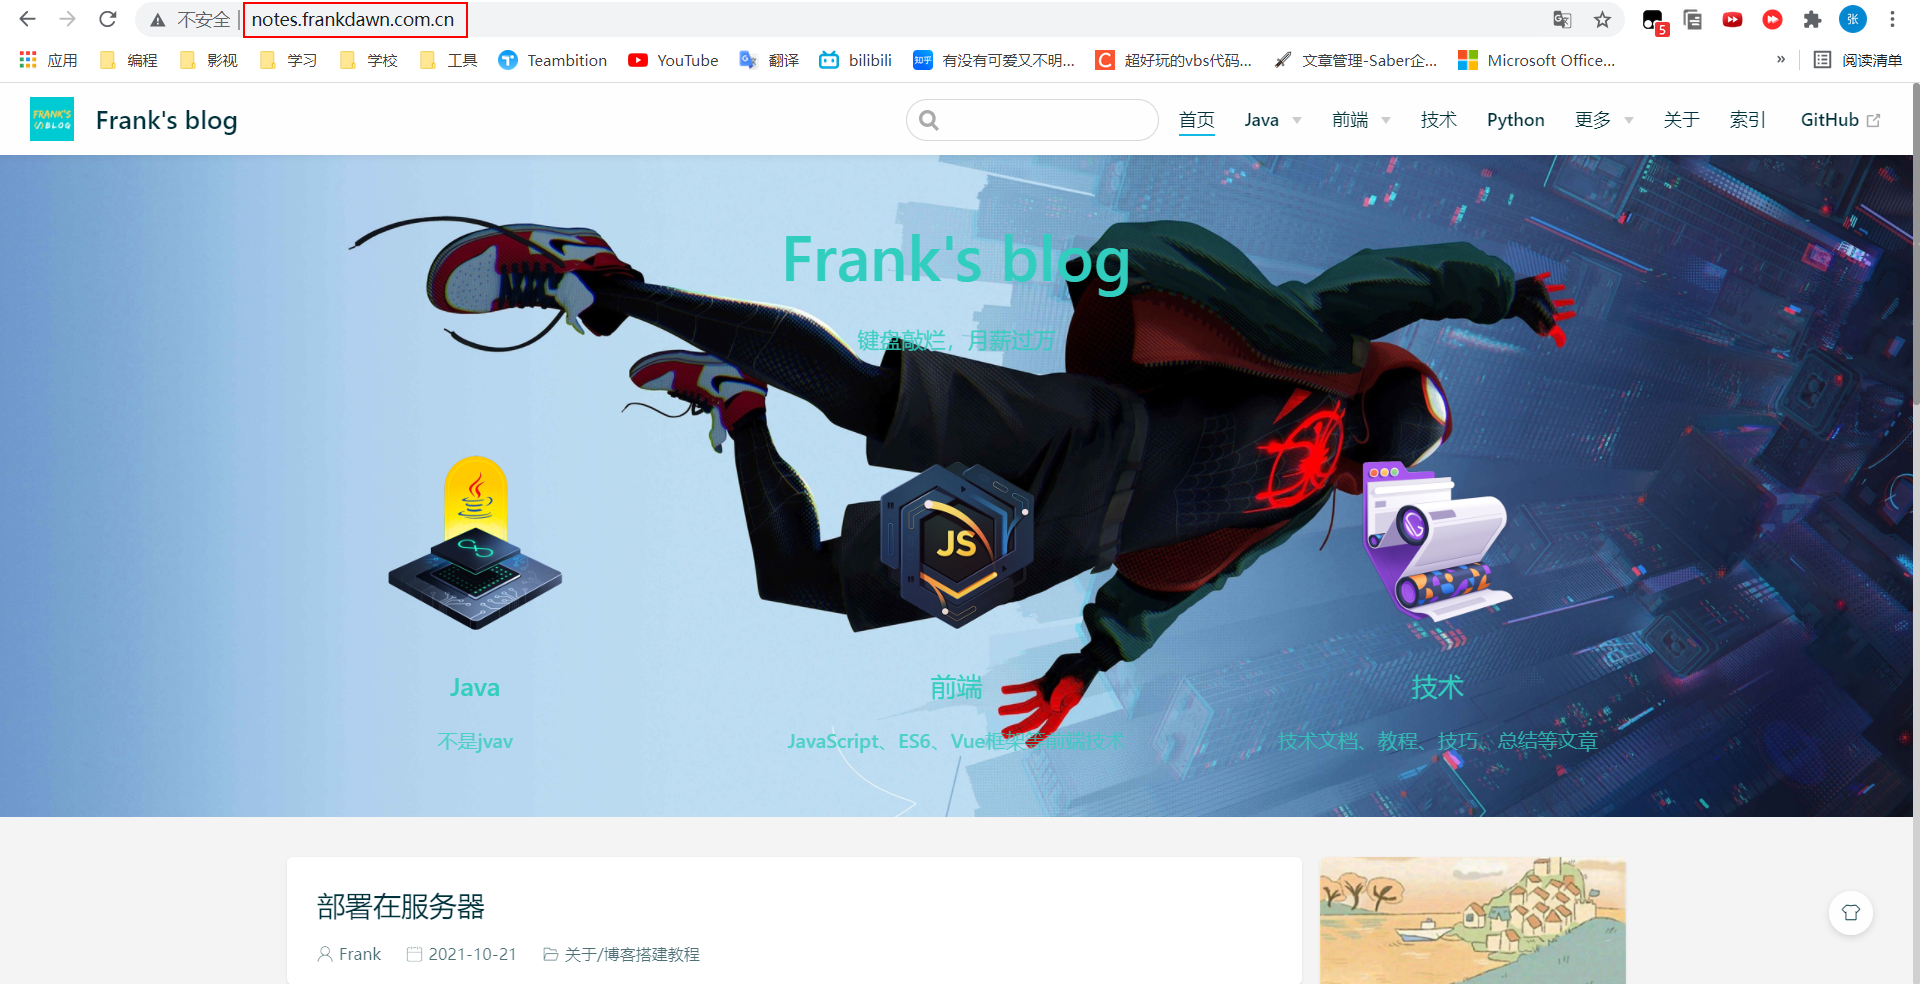 不安全 | notes.frankdawn.com.cn
张
5
应用 编程 影视 学习 学校 工具 Teambition YouTube 翻译 bilibili 知乎 有没有可爱又不明... C 超好玩的vbs代码... 文章管理-Saber企... Microsoft Office... » 阅读清单
FRANK'S
BLOG
Frank's blog
首页 Java 前端 技术 Python 更多 关于 索引 GitHub
Frank's blog
键盘敲烂，月薪过万
JS
Java
不是jvav
前端
JavaScript、ES6、Vue框架等前端技术
技术
技术文档、教程、技巧、总结等文章
部署在服务器
Frank 2021-10-21 关于/博客搭建教程